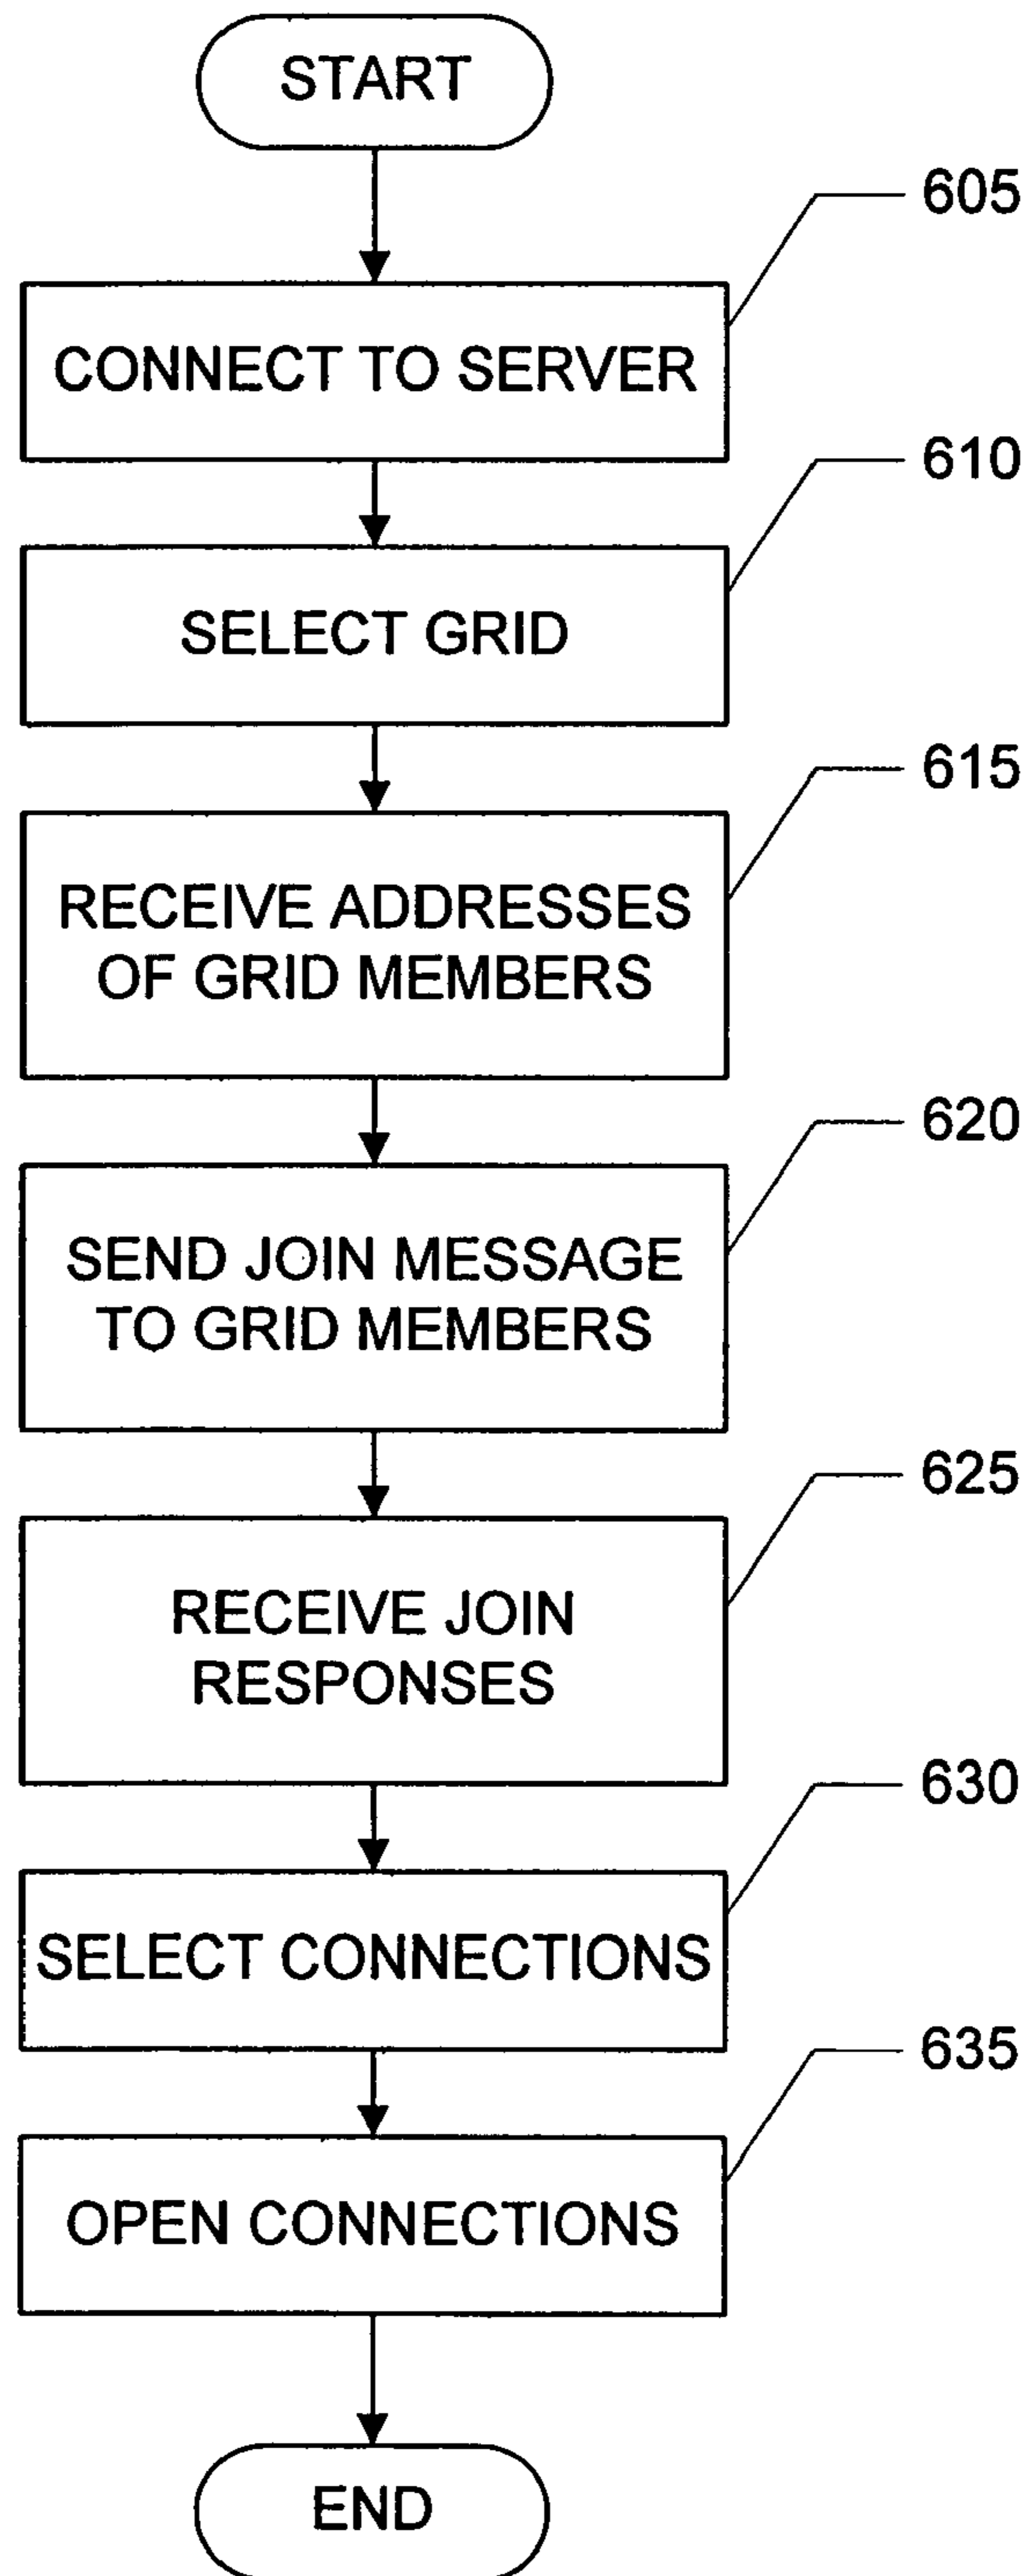 START
605
CONNECT TO SERVER
610
SELECT GRID
615
RECEIVE ADDRESSES
OF GRID MEMBERS
620
SEND JOIN MESSAGE
TO GRID MEMBERS
625
RECEIVE JOIN
RESPONSES
630
SELECT CONNECTIONS
635
OPEN CONNECTIONS
END